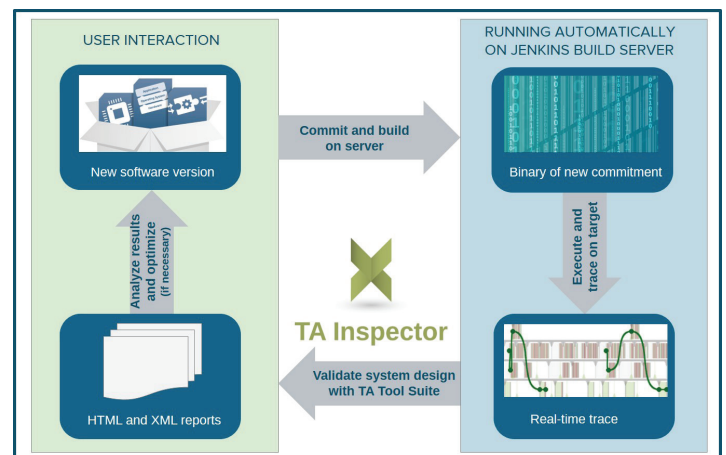 USER INTERACTION
New software version
Commit and build
on server
RUNNING AUTOMATICALLY
ON JENKINS BUILD SERVER
Binary of new commitment
Execute and
trace on target
Real-time trace
Validate system design
with TA Tool Suite
HTML and XML reports
Analyze results
and optimize
(if necessary)
TA Inspector